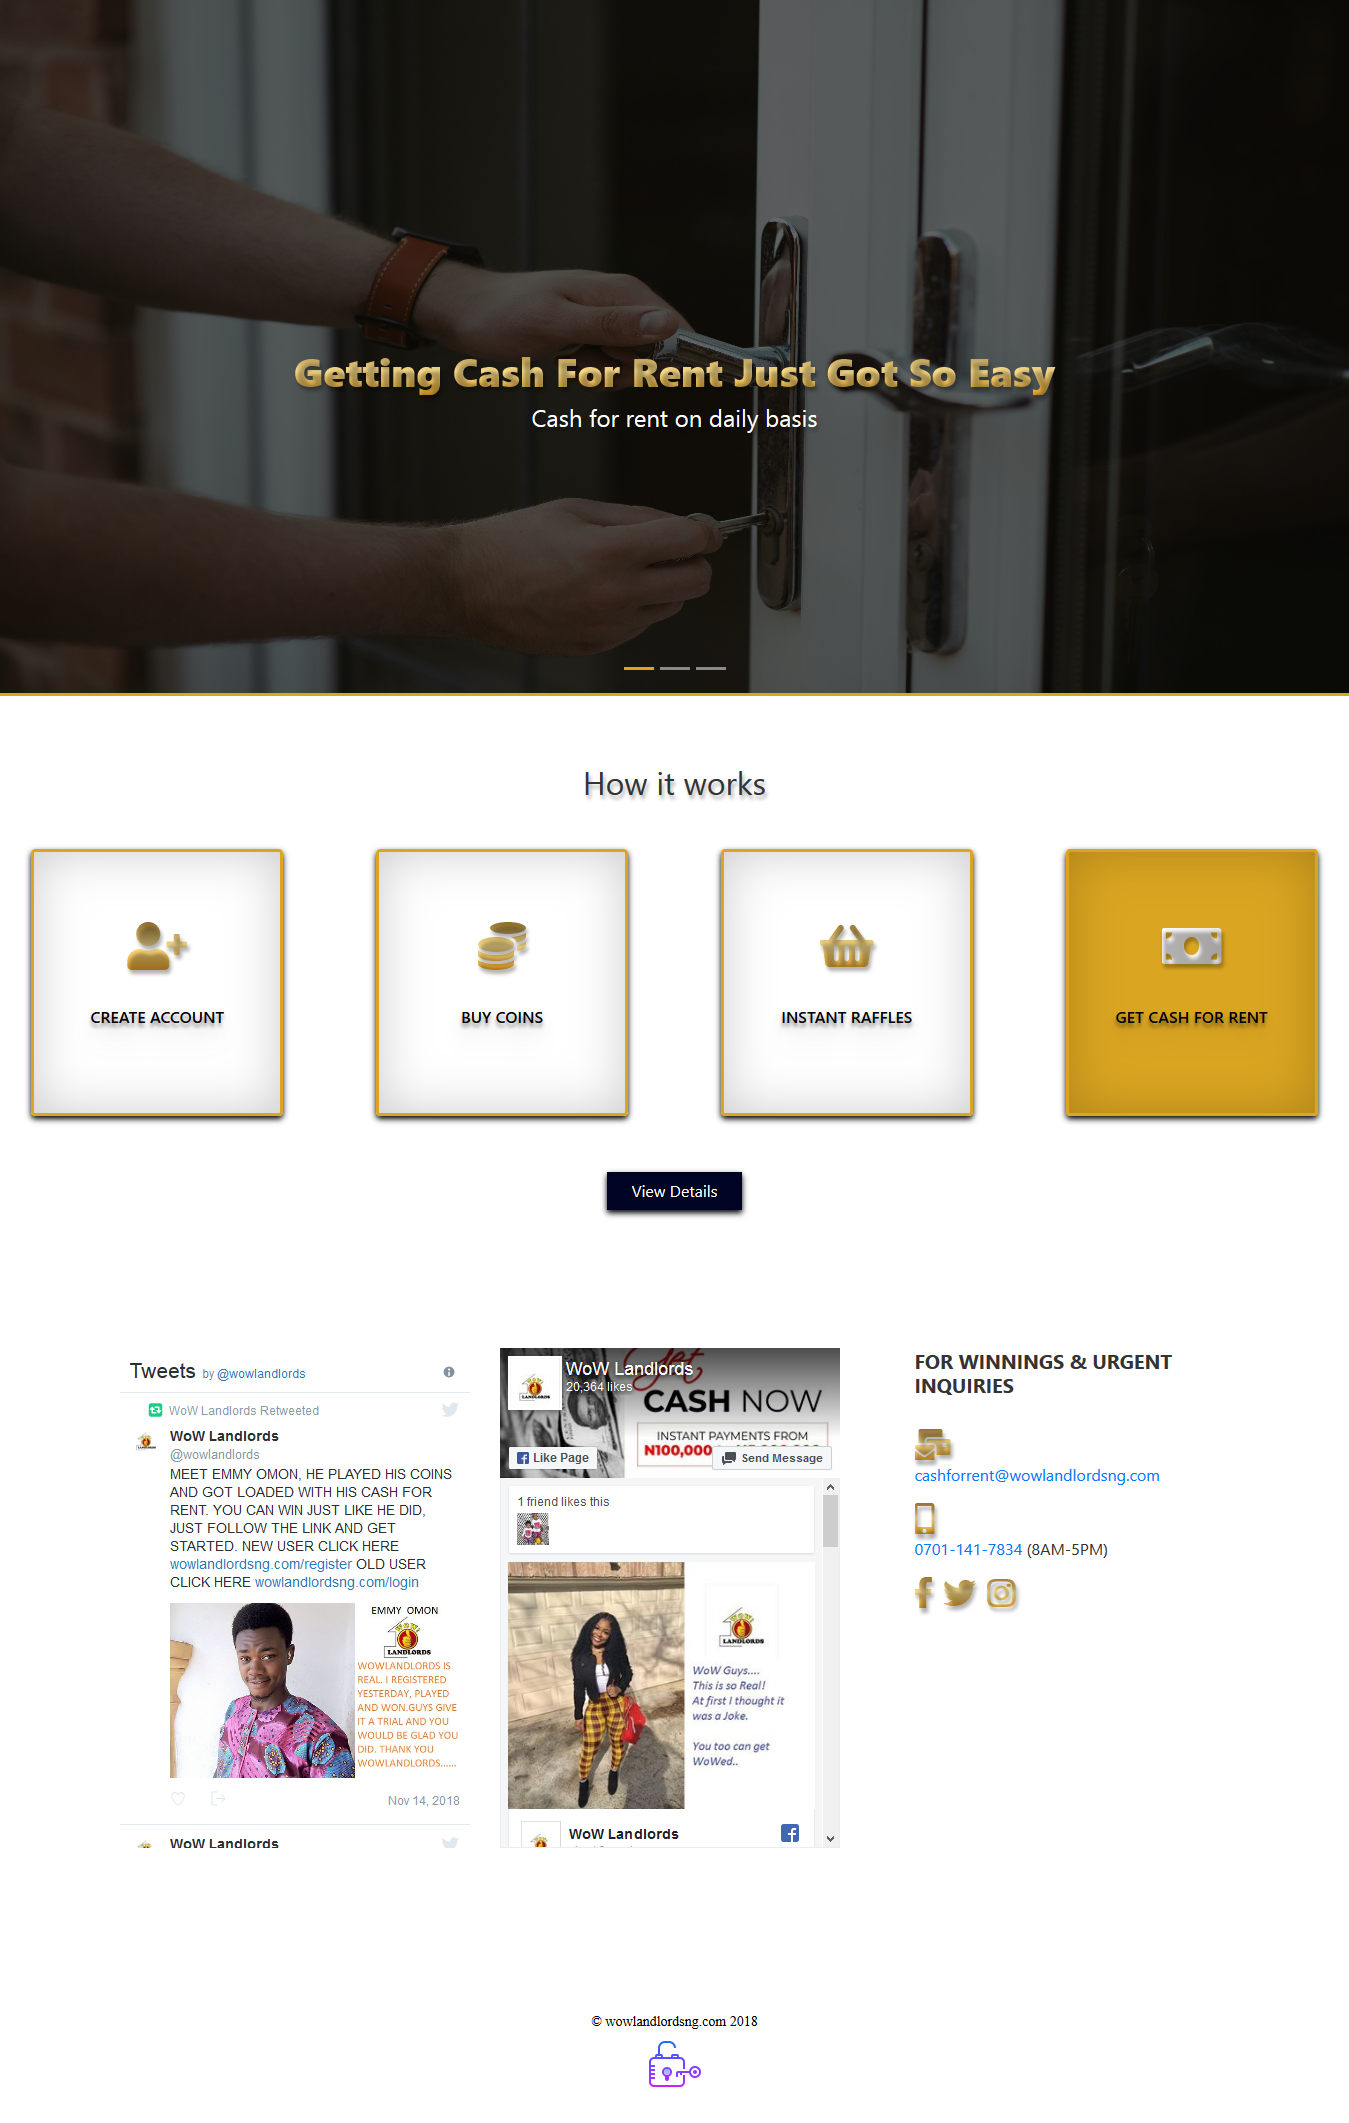 Getting Cash For Rent Just Got So Easy
Cash for rent on daily basis
How it works
CREATE ACCOUNT
BUY COINS
INSTANT RAFFLES
GET CASH FOR RENT
View Details
Tweets by @wowlandlords
WoW Landlords Retweeted
WoW Landlords
@wowlandlords
MEET EMMY OMON, HE PLAYED HIS COINS
AND GOT LOADED WITH HIS CASH FOR
RENT. YOU CAN WIN JUST LIKE HE DID,
JUST FOLLOW THE LINK AND GET
STARTED. NEW USER CLICK HERE
wowlandlordsng.com/register OLD USER
CLICK HERE wowlandlordsng.com/login
EMMY OMON
WOW!
LANDLORDS
WOWLANDLORDS IS
REAL. I REGISTERED
YESTERDAY, PLAYED
AND WON.GUYS GIVE
IT A TRIAL AND YOU
WOULD BE GLAD YOU
DID. THANK YOU
WOWLANDLORDS......
Nov 14, 2018
WoW Landlords
WoW Landlords
20,364 likes
Get
CASH NOW
INSTANT PAYMENTS FROM
N100,000
Like Page
Send Message
1 friend likes this
WOW!
LANDLORDS
WoW Guys....
This is so Real!
At first I thought it
was a Joke.
You too can get
WoWed..
WoW Landlords
FOR WINNINGS & URGENT
INQUIRIES
cashforrent@wowlandlordsng.com
0701-141-7834 (8AM-5PM)
© wowlandlordsng.com 2018